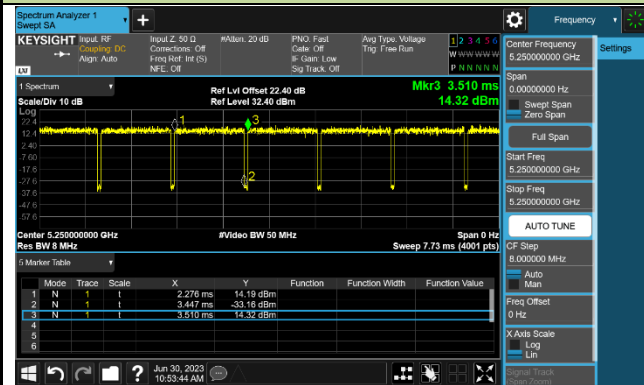 Spectrum Analyzer 1
Swept SA
Frequency
KEYSIGHT
Input: RF
Coupling: DC
Align: Auto
Input Z: 50 Ω
Corrections: Off
Freq Ref: Int (S)
NFE: Off
#Atten: 20 dB
PNO: Fast
Gate: Off
IF Gain: Low
Sig Track: Off
Avg Type: Voltage
Trig: Free Run
1 2 3 4 5 6
W W W W W W
P N N N N N
LXI
1 Spectrum
Scale/Div 10 dB
Ref Lvl Offset 22.40 dB
Ref Level 32.40 dBm
Mkr3 3.510 ms
14.32 dBm
Log
22.4
12.4
2.40
-7.60
-17.6
-27.6
-37.6
-47.6
-57.6
1
2
3
Center 5.250000000 GHz
Res BW 8 MHz
#Video BW 50 MHz
Span 0 Hz
Sweep 7.73 ms (4001 pts)
5 Marker Table
Mode Trace Scale X Y Function Function Width Function Value
1 N 1 t 2.276 ms 14.19 dBm
2 N 1 t 3.447 ms -33.16 dBm
3 N 1 t 3.510 ms 14.32 dBm
4
5
6
Jun 30, 2023
10:53:44 AM
Center Frequency
5.250000000 GHz
Settings
Span
0.00000000 Hz
Swept Span
Zero Span
Full Span
Start Freq
5.250000000 GHz
Stop Freq
5.250000000 GHz
AUTO TUNE
CF Step
8.000000 MHz
Auto
Man
Freq Offset
0 Hz
X Axis Scale
Log
Lin
Signal Track
(Span Zoom)